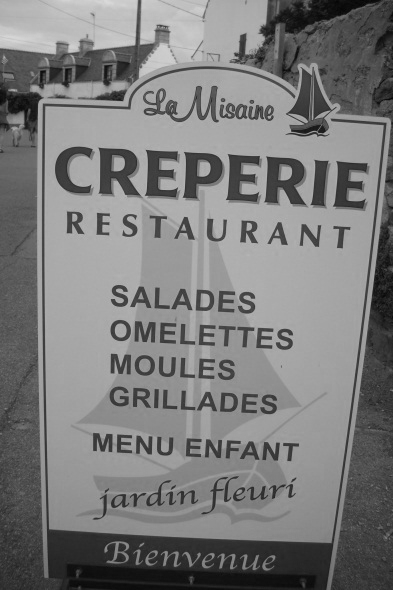 La Misaine
CREPERIE
RESTAURANT
SALADES
OMELETTES
MOULES
GRILLADES
MENU ENFANT
jardin fleuri
Bienvenue